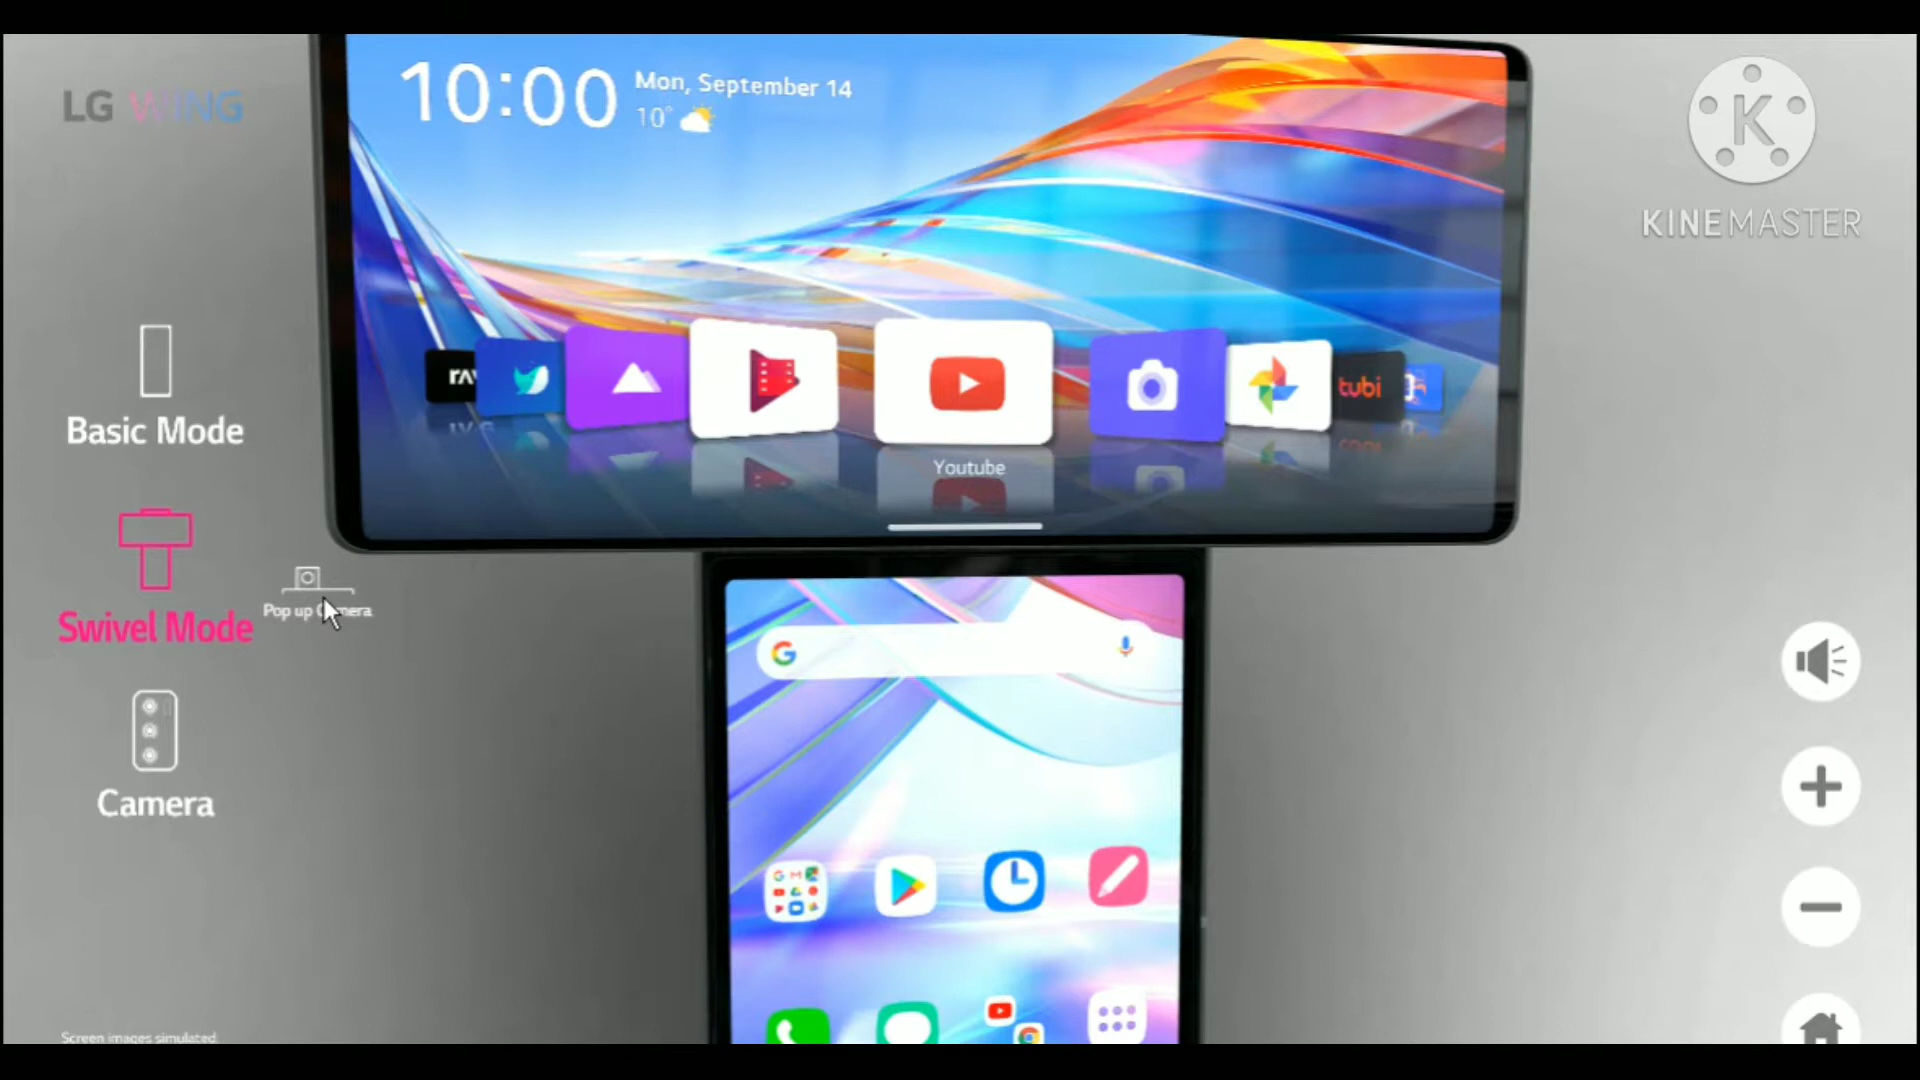 LG WING
10:00
Mon, September 14
10°
K
KINEMASTER
tubi
Youtube
Basic Mode
Swivel Mode
Pop up Camera
Camera
G
Screen images simulated.